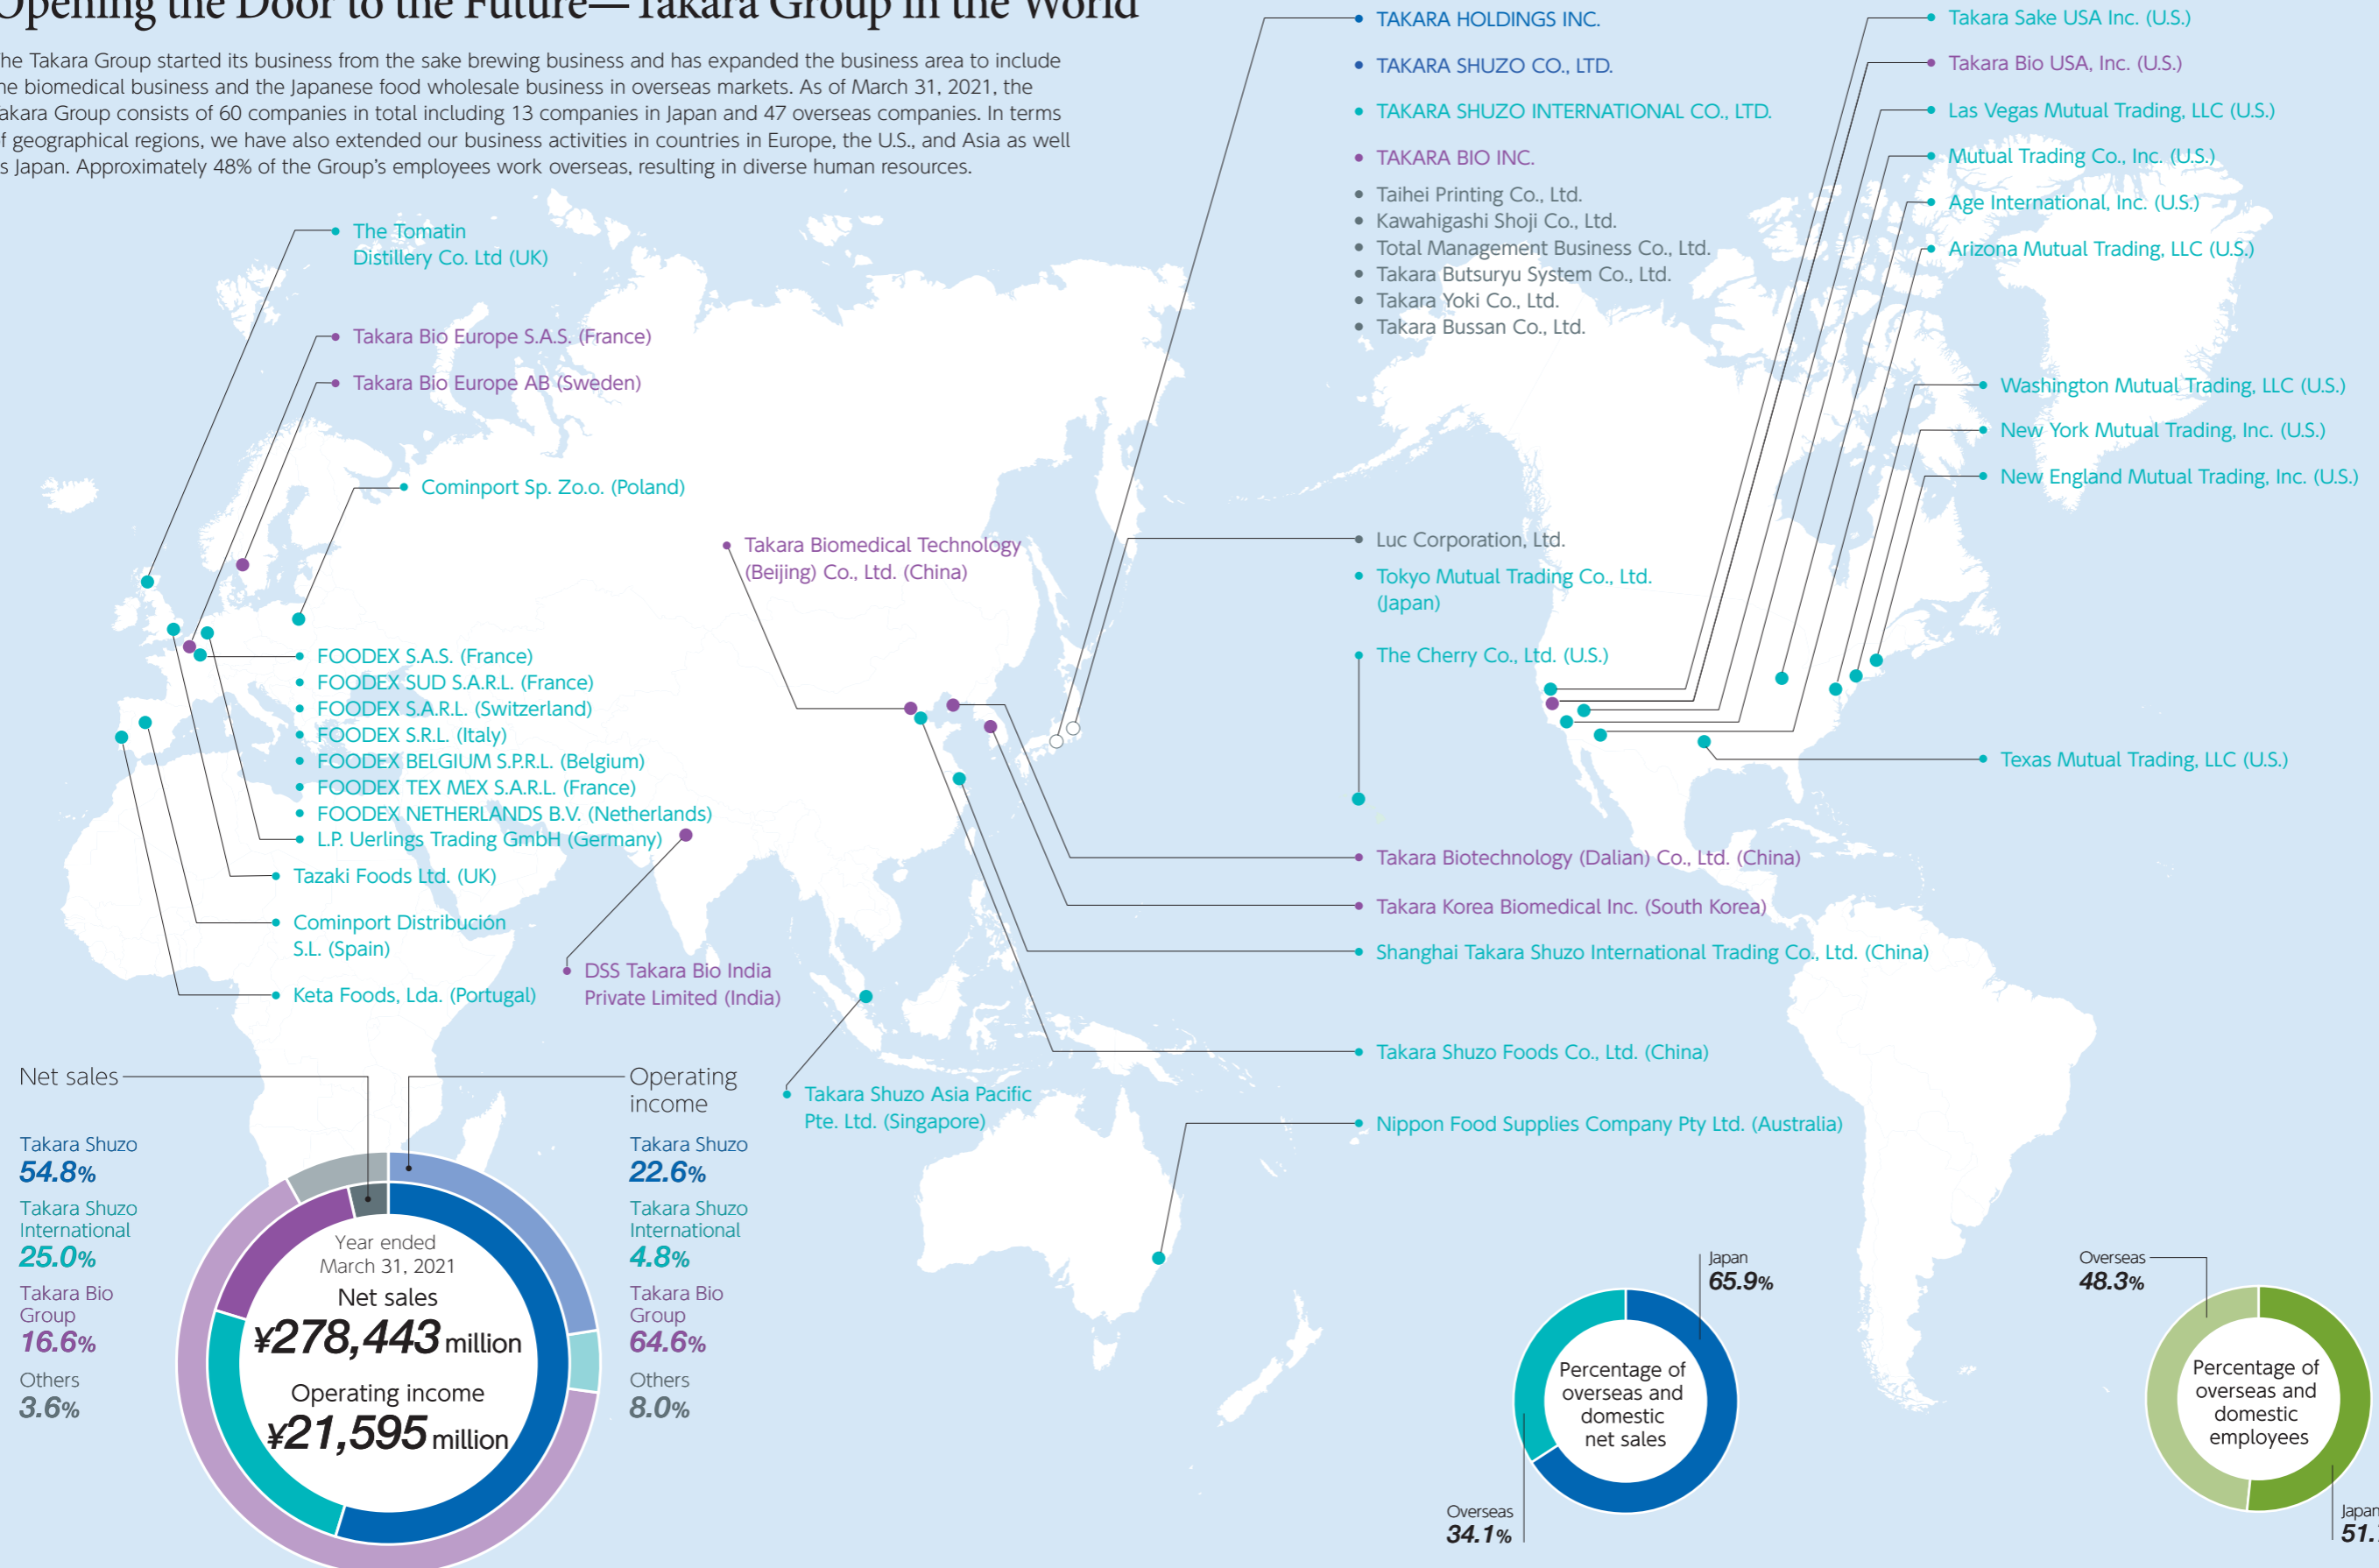 Opening the Door to the Future—Takara Group in the World
he Takara Group started its business from the sake brewing business and has expanded the business area to include
he biomedical business and the Japanese food wholesale business in overseas markets. As of March 31, 2021, the
akara Group consists of 60 companies in total including 13 companies in Japan and 47 overseas companies. In terms
f geographical regions, we have also extended our business activities in countries in Europe, the U.S., and Asia as well
s Japan. Approximately 48% of the Group's employees work overseas, resulting in diverse human resources.
The Tomatin
Distillery Co. Ltd (UK)
Takara Bio Europe S.A.S. (France)
Takara Bio Europe AB (Sweden)
Cominport Sp. Zo.o. (Poland)
FOODEX S.A.S. (France)
FOODEX SUD S.A.R.L. (France)
FOODEX S.A.R.L. (Switzerland)
FOODEX S.R.L. (Italy)
FOODEX BELGIUM S.P.R.L. (Belgium)
FOODEX TEX MEX S.A.R.L. (France)
FOODEX NETHERLANDS B.V. (Netherlands)
L.P. Uerlings Trading GmbH (Germany)
Tazaki Foods Ltd. (UK)
Cominport Distribución
S.L. (Spain)
Keta Foods, Lda. (Portugal)
Takara Biomedical Technology
(Beijing) Co., Ltd. (China)
DSS Takara Bio India
Private Limited (India)
Takara Shuzo Asia Pacific
Pte. Ltd. (Singapore)
TAKARA HOLDINGS INC.
TAKARA SHUZO CO., LTD.
TAKARA SHUZO INTERNATIONAL CO., LTD.
TAKARA BIO INC.
Taihei Printing Co., Ltd.
Kawahigashi Shoji Co., Ltd.
Total Management Business Co., Ltd.
Takara Butsuryu System Co., Ltd.
Takara Yoki Co., Ltd.
Takara Bussan Co., Ltd.
Luc Corporation, Ltd.
Tokyo Mutual Trading Co., Ltd.
(Japan)
The Cherry Co., Ltd. (U.S.)
Takara Biotechnology (Dalian) Co., Ltd. (China)
Takara Korea Biomedical Inc. (South Korea)
Shanghai Takara Shuzo International Trading Co., Ltd. (China)
Takara Shuzo Foods Co., Ltd. (China)
Nippon Food Supplies Company Pty Ltd. (Australia)
Takara Sake USA Inc. (U.S.)
Takara Bio USA, Inc. (U.S.)
Las Vegas Mutual Trading, LLC (U.S.)
Mutual Trading Co., Inc. (U.S.)
Age International, Inc. (U.S.)
Arizona Mutual Trading, LLC (U.S.)
Washington Mutual Trading, LLC (U.S.)
New York Mutual Trading, Inc. (U.S.)
New England Mutual Trading, Inc. (U.S.)
Texas Mutual Trading, LLC (U.S.)
Net sales
Takara Shuzo
54.8%
Takara Shuzo
International
25.0%
Takara Bio
Group
16.6%
Others
3.6%
Year ended
March 31, 2021
Net sales
¥278,443 million
Operating income
¥21,595 million
Operating
income
Takara Shuzo
22.6%
Takara Shuzo
International
4.8%
Takara Bio
Group
64.6%
Others
8.0%
Japan
65.9%
Percentage of
overseas and
domestic
net sales
Overseas
34.1%
Overseas
48.3%
Percentage of
overseas and
domestic
employees
Japan
51.